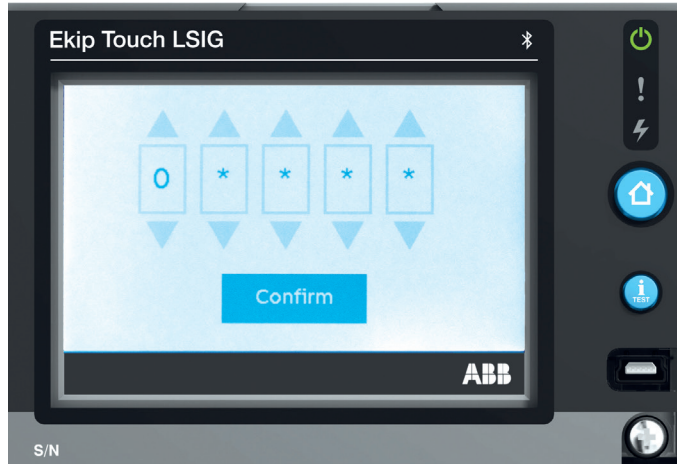 Ekip Touch LSIG
0 * * * *
Confirm
i
TEST
ABB
S/N